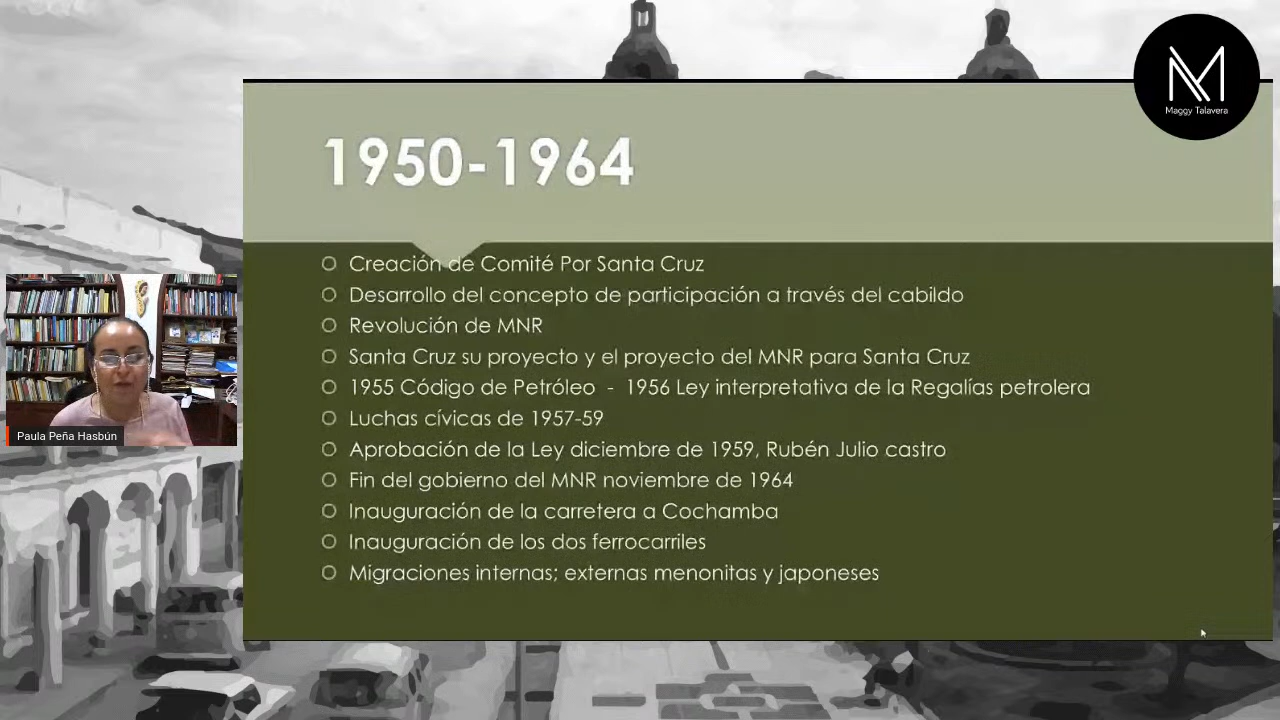 Maggy Talavera
1950-1964
Creación de Comité Por Santa Cruz
Desarrollo del concepto de participación a través del cabildo
Revolución de MNR
Santa Cruz su proyecto y el proyecto del MNR para Santa Cruz
1955 Código de Petróleo - 1956 Ley interpretativa de la Regalías petrolera
Luchas cívicas de 1957-59
Aprobación de la Ley diciembre de 1959, Rubén Julio castro
Fin del gobierno del MNR noviembre de 1964
Inauguración de la carretera a Cochamba
Inauguración de los dos ferrocarriles
Migraciones internas; externas menonitas y japoneses
Paula Peña Hasbún